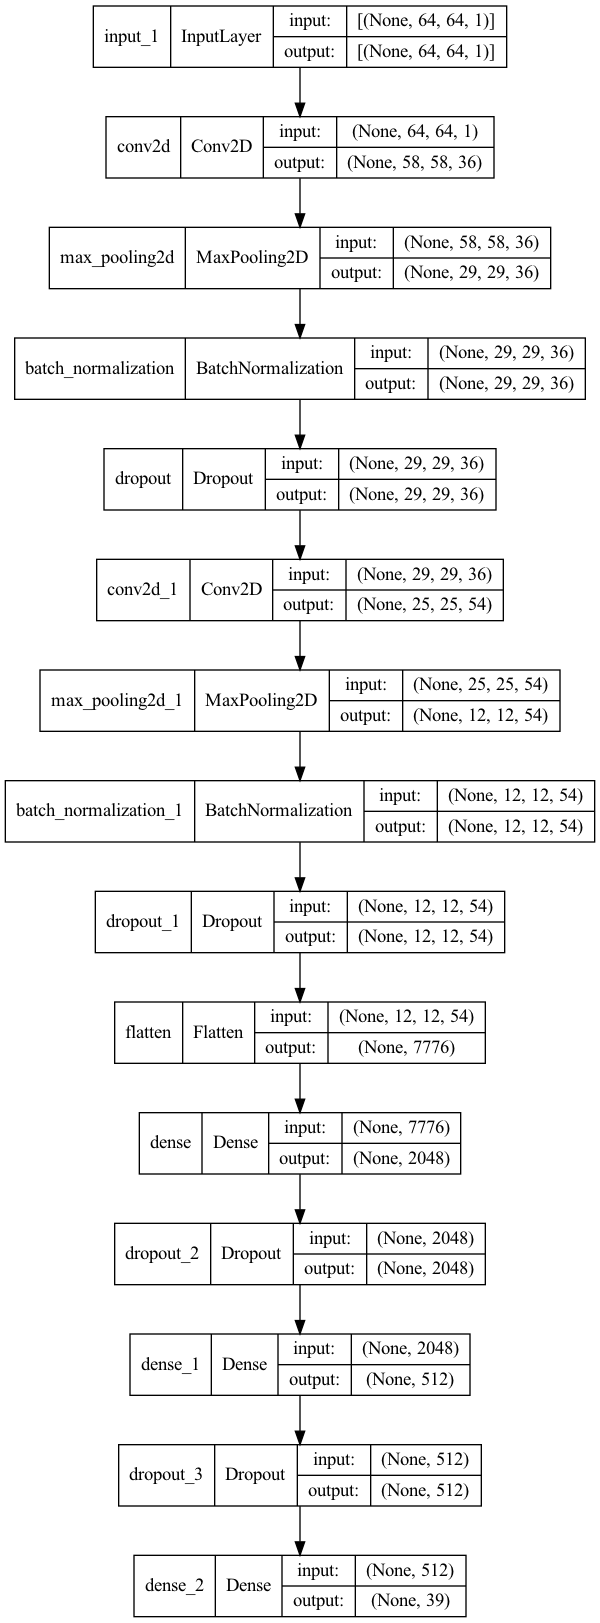 input_1 InputLayer input: [(None, 64, 64, 1)]
output: [(None, 64, 64, 1)]
conv2d Conv2D input: (None, 64, 64, 1)
output: (None, 58, 58, 36)
max_pooling2d MaxPooling2D input: (None, 58, 58, 36)
output: (None, 29, 29, 36)
batch_normalization BatchNormalization input: (None, 29, 29, 36)
output: (None, 29, 29, 36)
dropout Dropout input: (None, 29, 29, 36)
output: (None, 29, 29, 36)
conv2d_1 Conv2D input: (None, 29, 29, 36)
output: (None, 25, 25, 54)
max_pooling2d_1 MaxPooling2D input: (None, 25, 25, 54)
output: (None, 12, 12, 54)
batch_normalization_1 BatchNormalization input: (None, 12, 12, 54)
output: (None, 12, 12, 54)
dropout_1 Dropout input: (None, 12, 12, 54)
output: (None, 12, 12, 54)
flatten Flatten input: (None, 12, 12, 54)
output: (None, 7776)
dense Dense input: (None, 7776)
output: (None, 2048)
dropout_2 Dropout input: (None, 2048)
output: (None, 2048)
dense_1 Dense input: (None, 2048)
output: (None, 512)
dropout_3 Dropout input: (None, 512)
output: (None, 512)
dense_2 Dense input: (None, 512)
output: (None, 39)